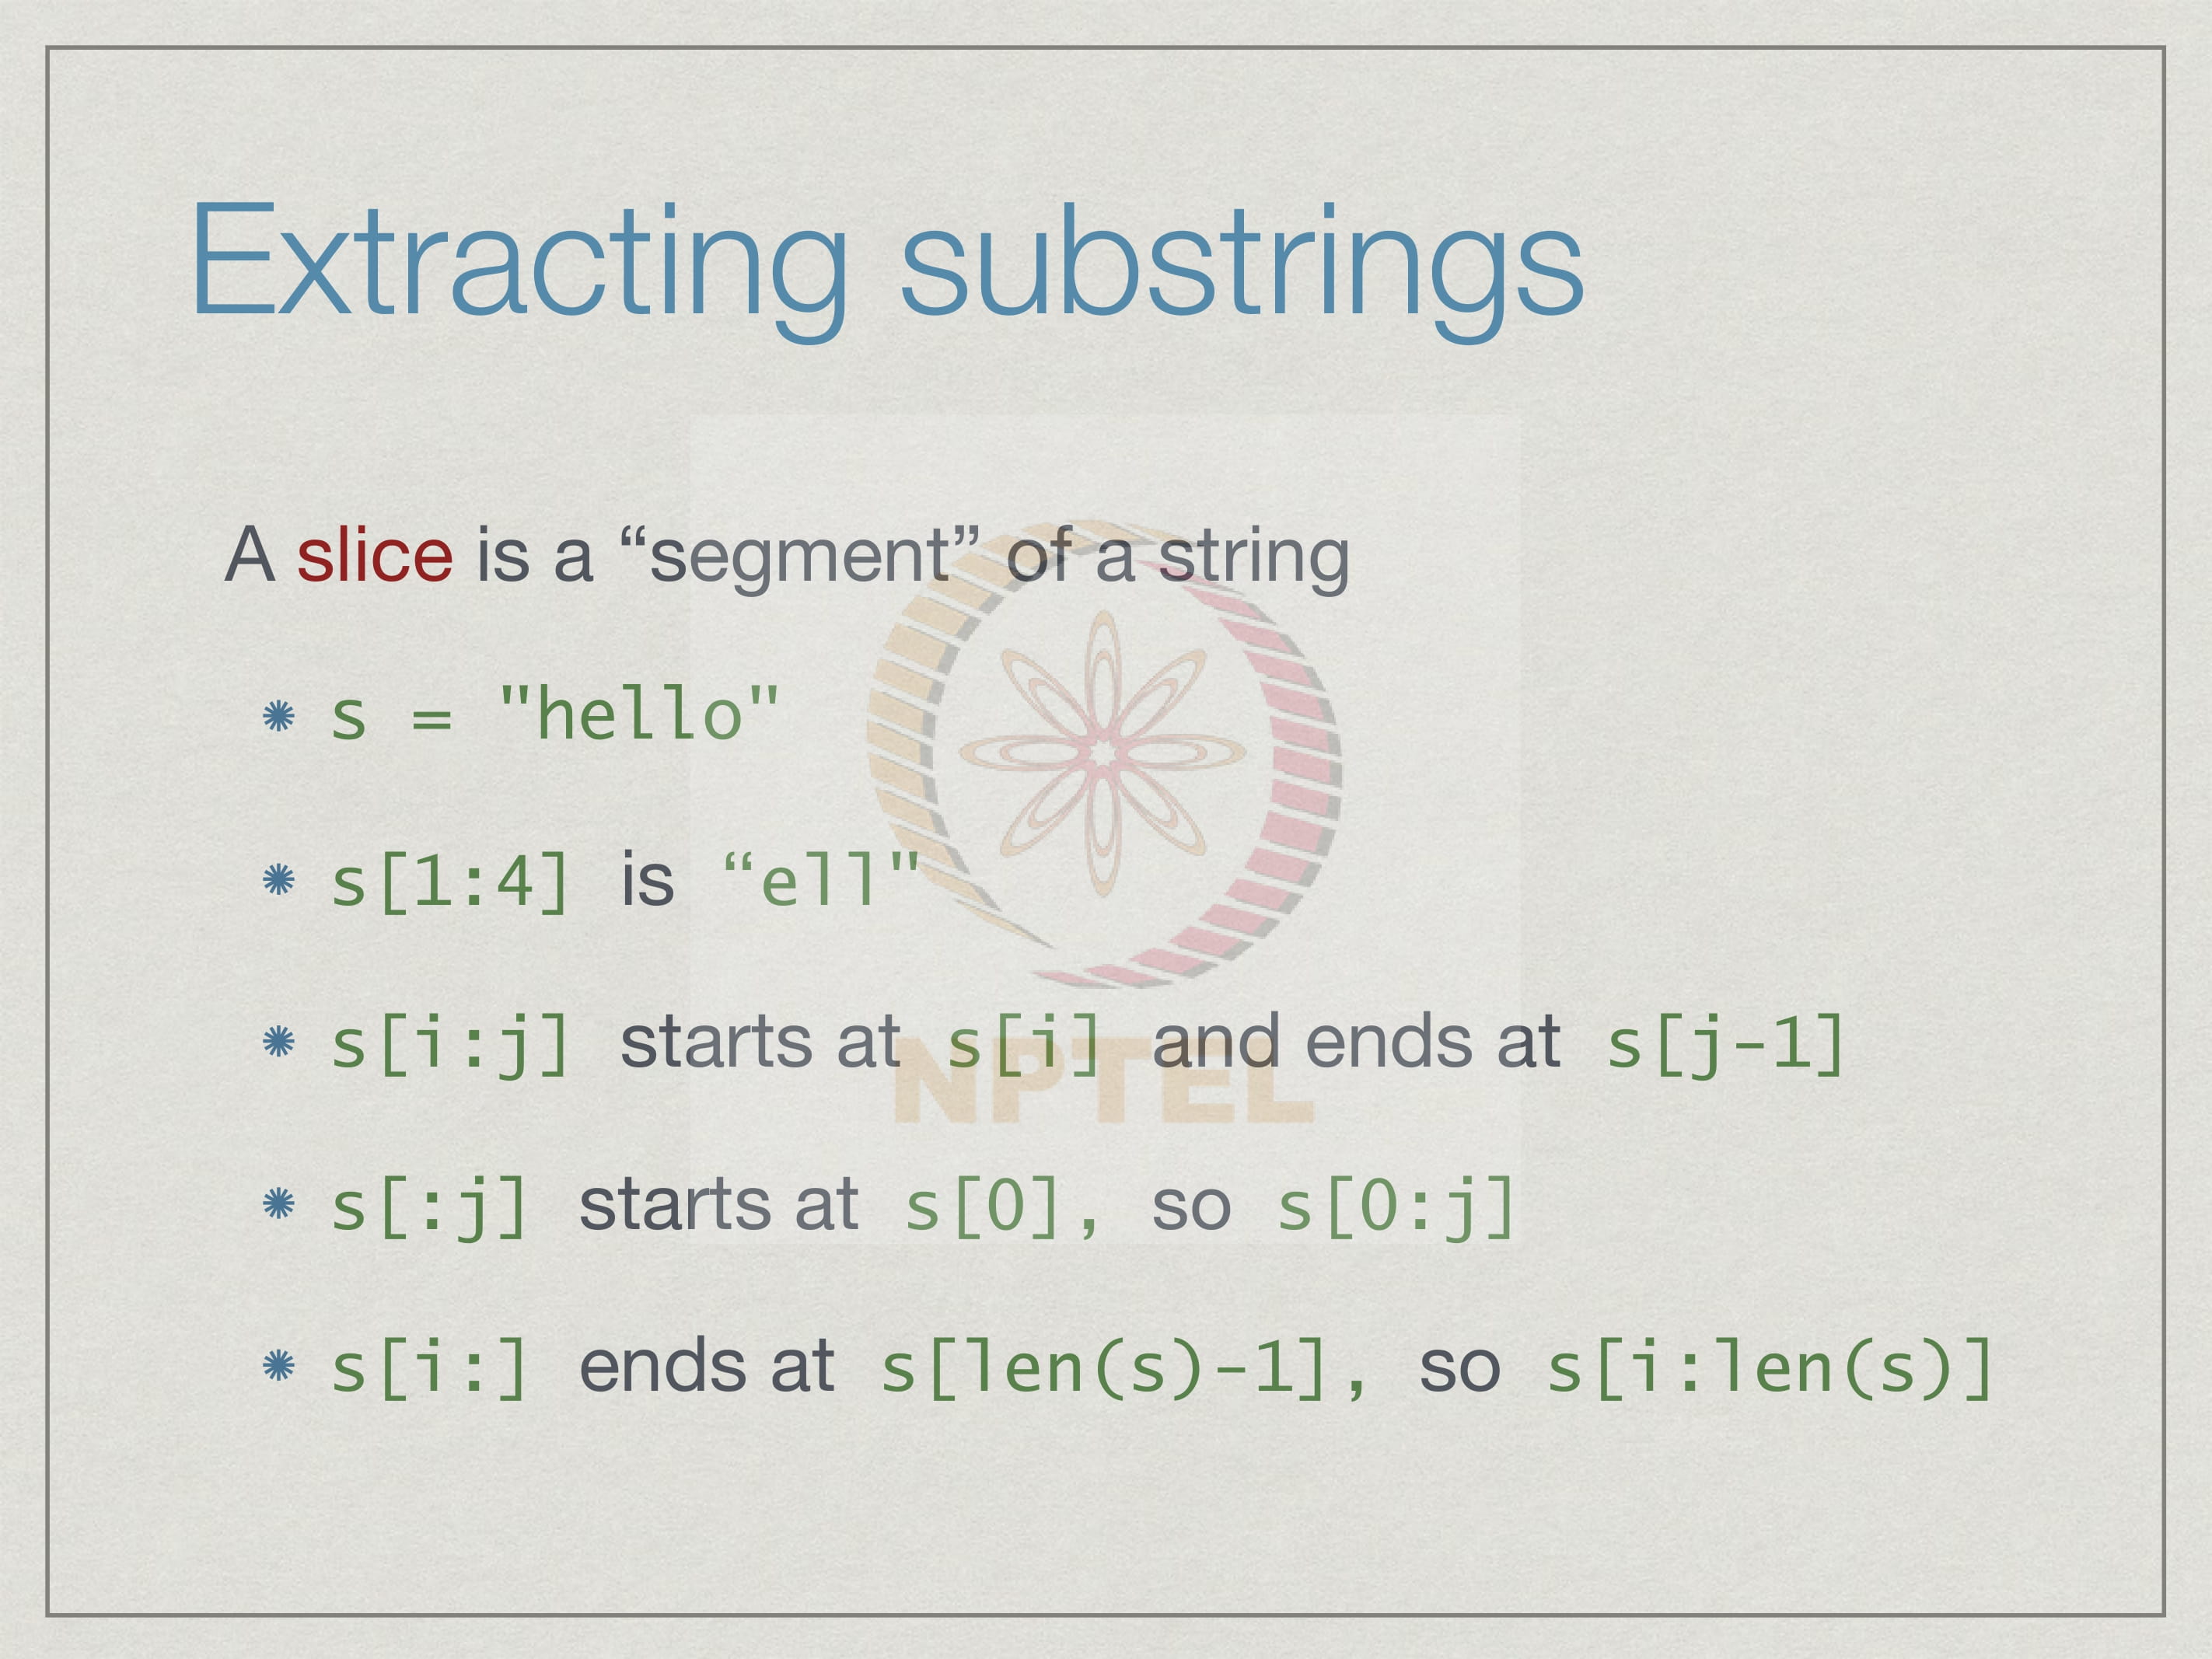 Extracting substrings
A slice is a “segment” of a string
s = "hello"
s[1:4] is “ell"
s[i:j] starts at s[i] and ends at s[j-1]
NPTEL
s[:j] starts at s[0], so s[0:j]
s[i:] ends at s[len(s)-1], so s[i:len(s)]